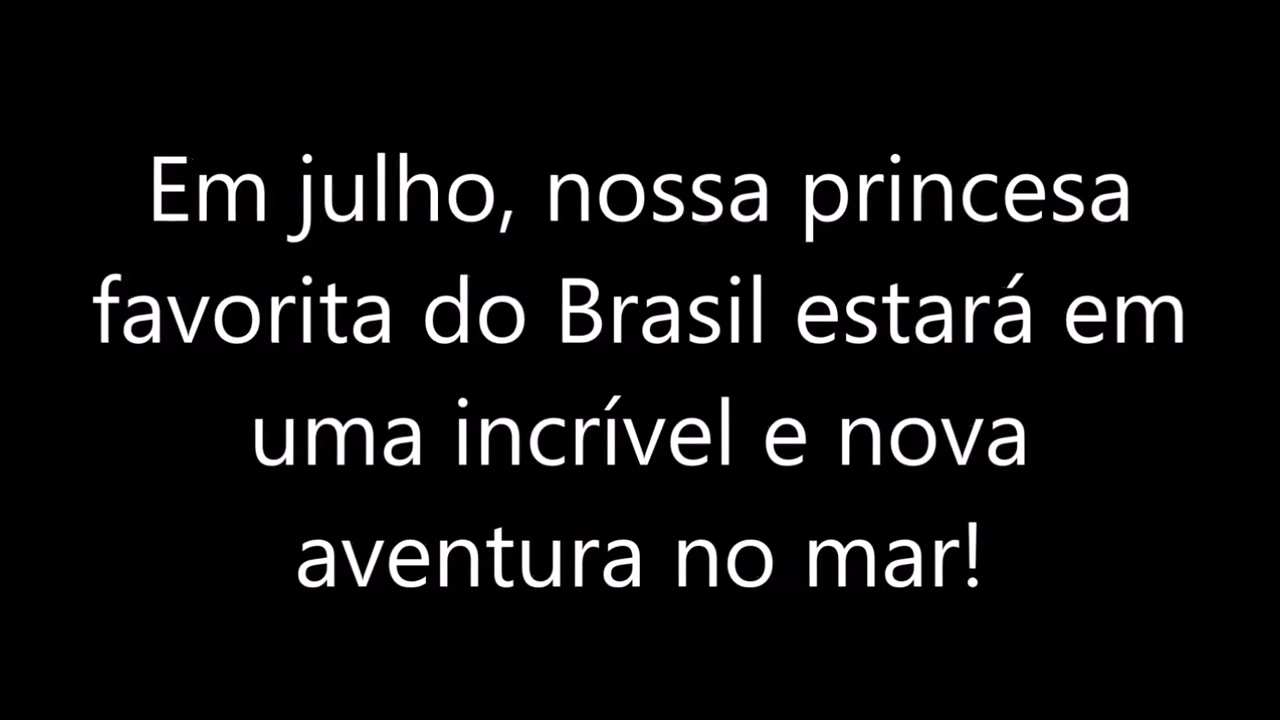 Em julho, nossa princesa
favorita do Brasil estará em
uma incrível e nova
aventura no mar!